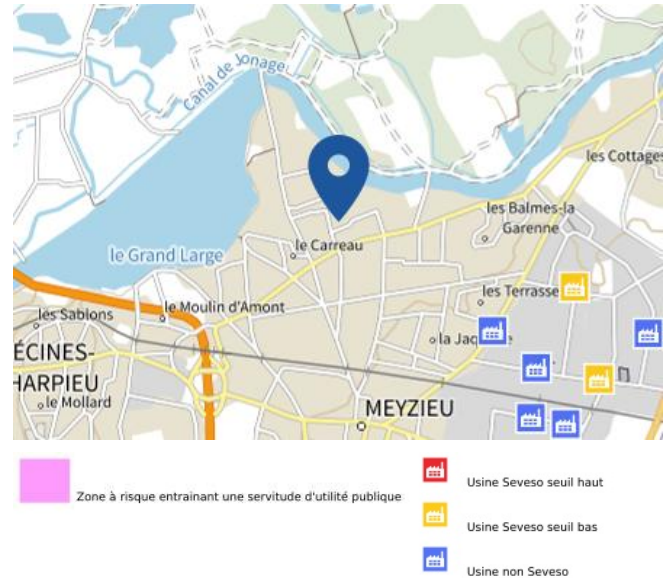 Canal de Jonage
les Cottages
les Balmes-la
Garenne
le Grand Large
le Carreau
les Terrasse
les Sablons
le Moulin d'Amont
la Jaq
ÉCINES-
HARPIEU
le Mollard
MEYZIEU
Zone à risque entrainant une servitude d'utilité publique
Usine Seveso seuil haut
Usine Seveso seuil bas
Usine non Seveso